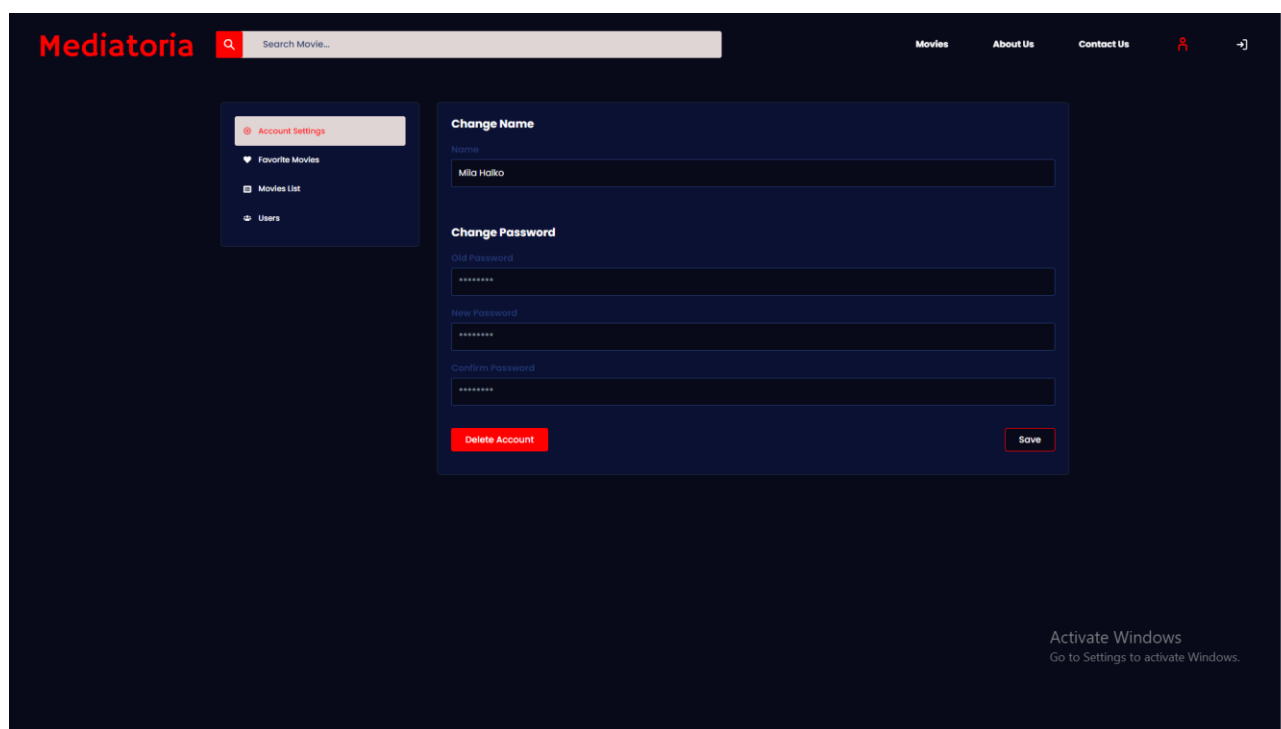 Mediatoria
Search Movie...
Movies
About Us
Contact Us
Account Settings
Favorite Movies
Movies List
Users
Change Name
Name
Mila Halko
Change Password
Old Password
********
New Password
********
Confirm Password
********
Delete Account
Save
Activate Windows
Go to Settings to activate Windows.